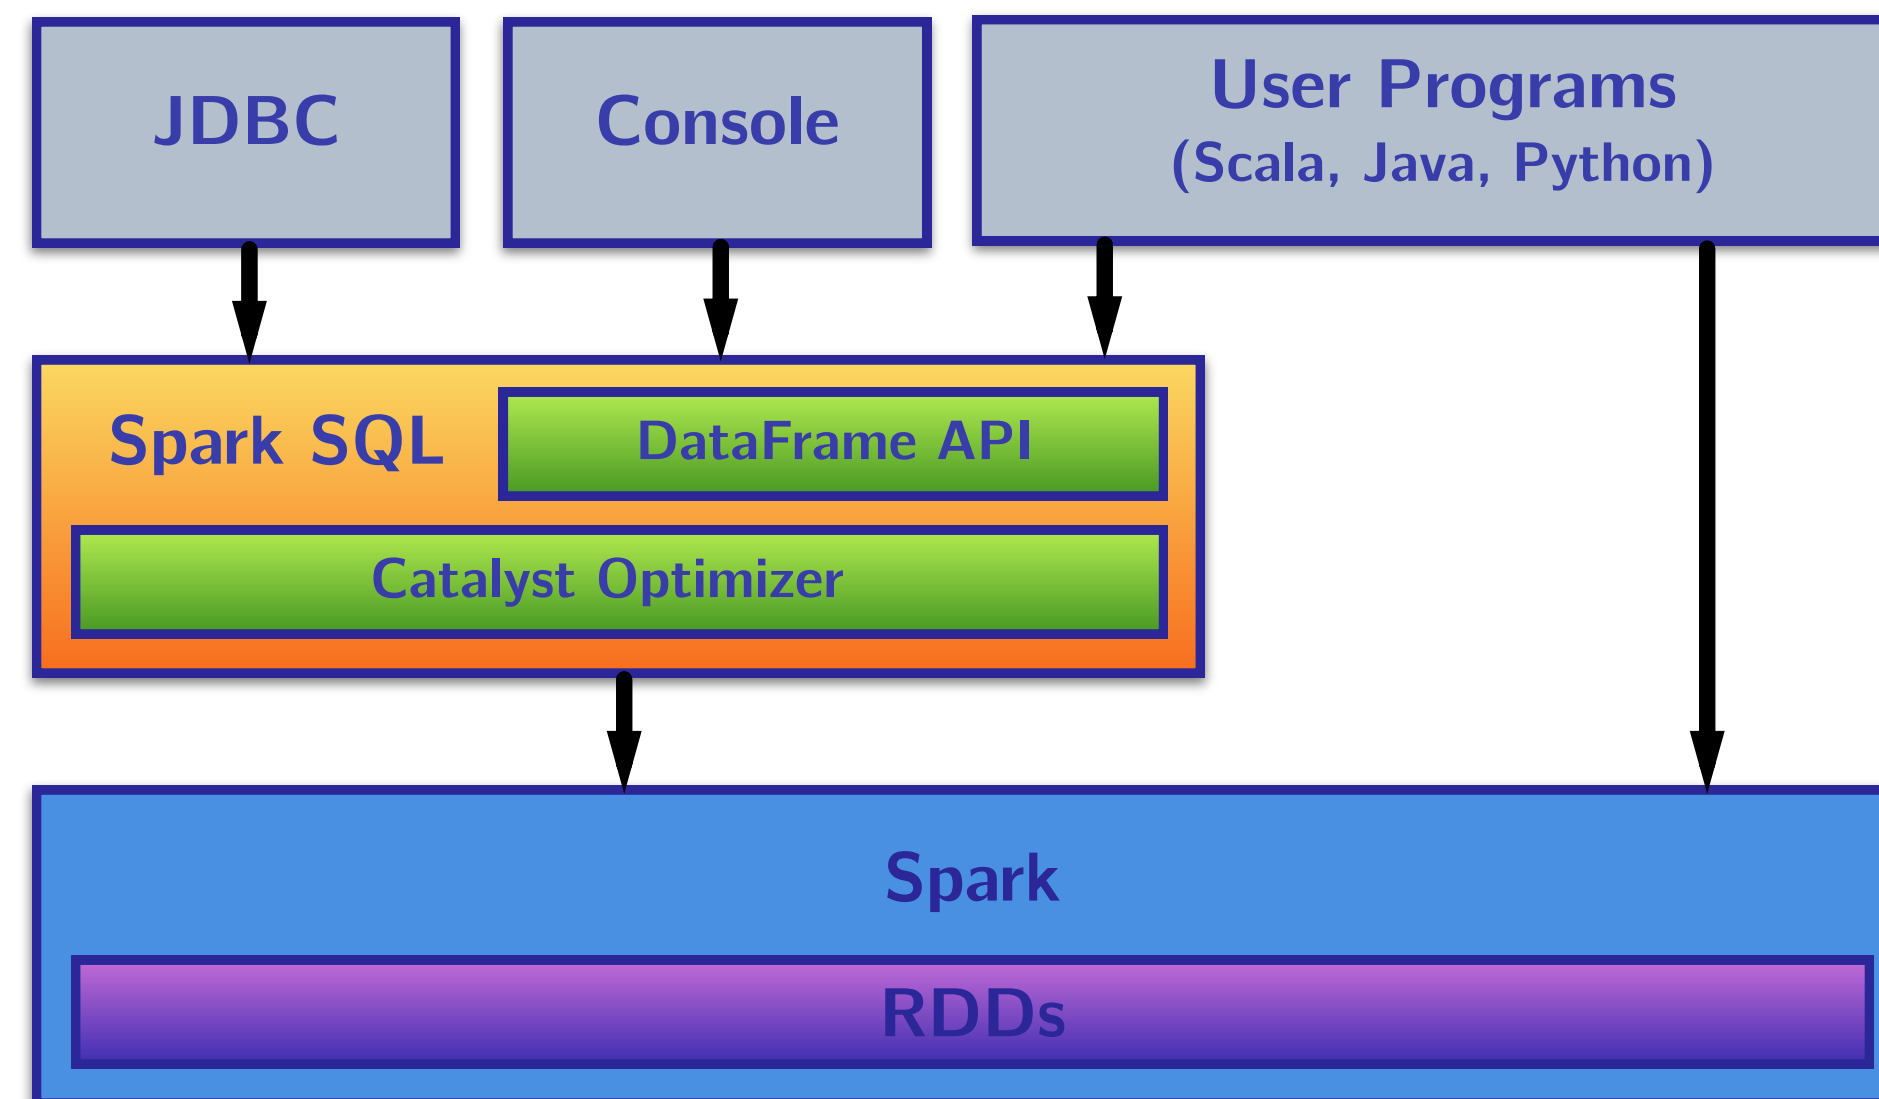 JDBC
Console
User Programs
(Scala, Java, Python)
Spark SQL
DataFrame API
Catalyst Optimizer
Spark
RDDs